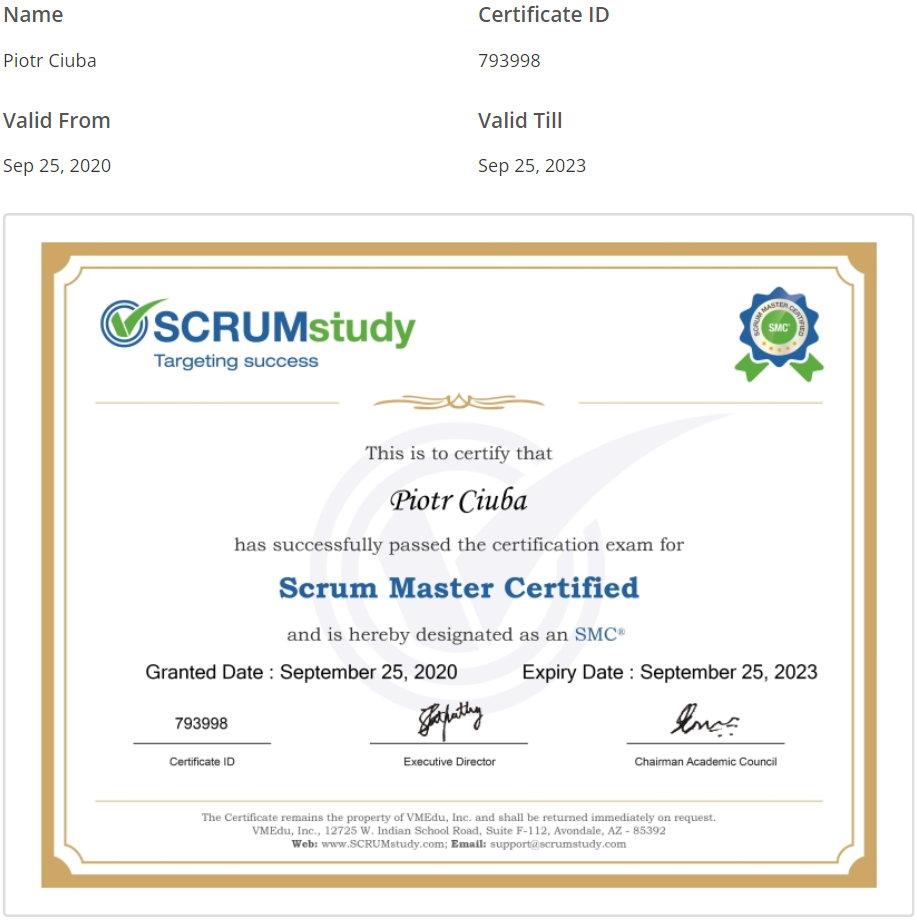 Name Certificate ID
Piotr Ciuba 793998
Valid From Valid Till
Sep 25, 2020 Sep 25, 2023
SCRUMstudy
Targeting success
SCRUM MASTER CERTIFIED
SMC
This is to certify that
Piotr Ciuba
has successfully passed the certification exam for
Scrum Master Certified
and is hereby designated as an SMC®
Granted Date : September 25, 2020 Expiry Date : September 25, 2023
793998
Certificate ID Executive Director Chairman Academic Council
The Certificate remains the property of VMEdu, Inc. and shall be returned immediately on request.
VMEdu, Inc., 12725 W. Indian School Road, Suite F-112, Avondale, AZ - 85392
Web: www.SCRUMstudy.com; Email: support@scrumstudy.com